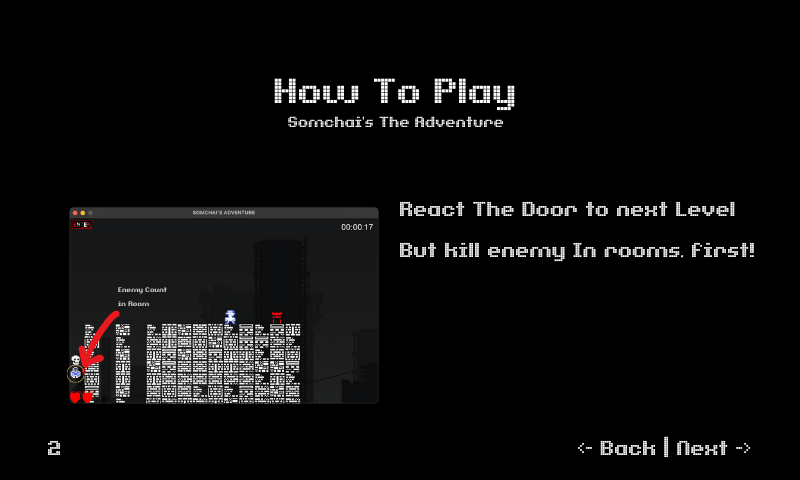 How To Play
Somchai's The Adventure
SOMCHAI'S ADVENTURE
00:00:17
Enemy Count
in Room
React The Door to next Level
But kill enemy In rooms. First!
2
<- Back | Next ->